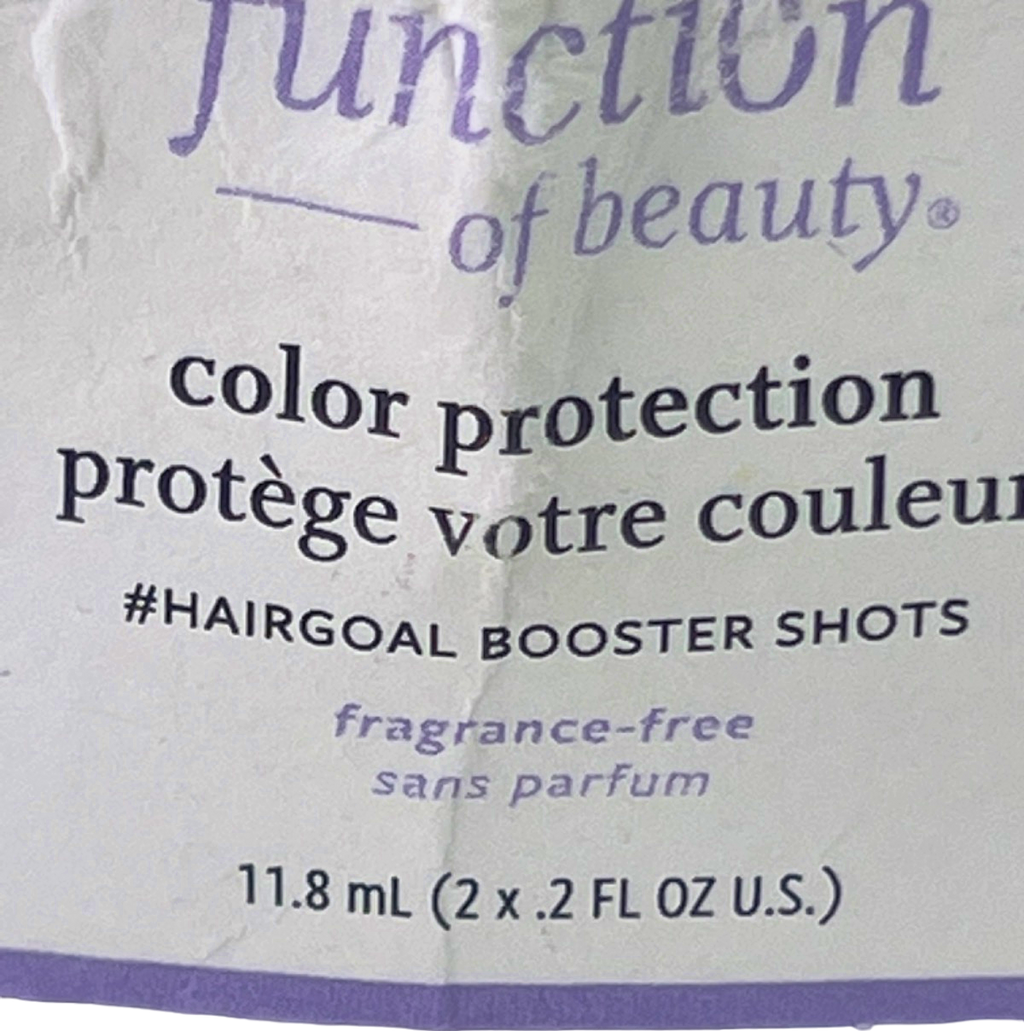 function
of beauty®
color protection
protège votre couleur
#HAIRGOAL BOOSTER SHOTS
fragrance-free
sans parfum
11.8 mL (2 x .2 FL OZ U.S.)